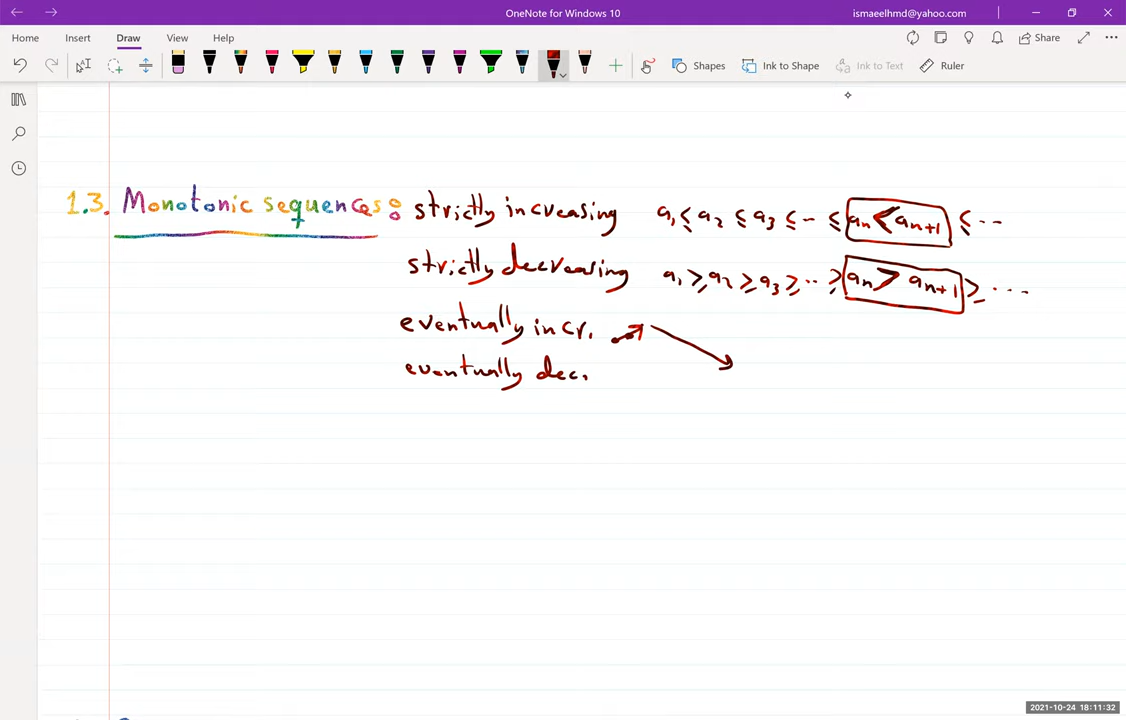 OneNote for Windows 10
ismaeelhmd@yahoo.com
Home Insert Draw View Help
Share
Shapes Ink to Shape Ink to Text Ruler
1.3. Monotonic sequences: strictly increasing a₁ ≤ a₂ ≤ a₃ ≤ ·· ≤ aₙ < aₙ₊₁ ≤ ···
strictly decreasing a₁ ≥ a₂ ≥ a₃ ≥ ·· ≥ aₙ > aₙ₊₁ ≥ ···
eventually incr.
eventually dec.
2021-10-24 18:11:32